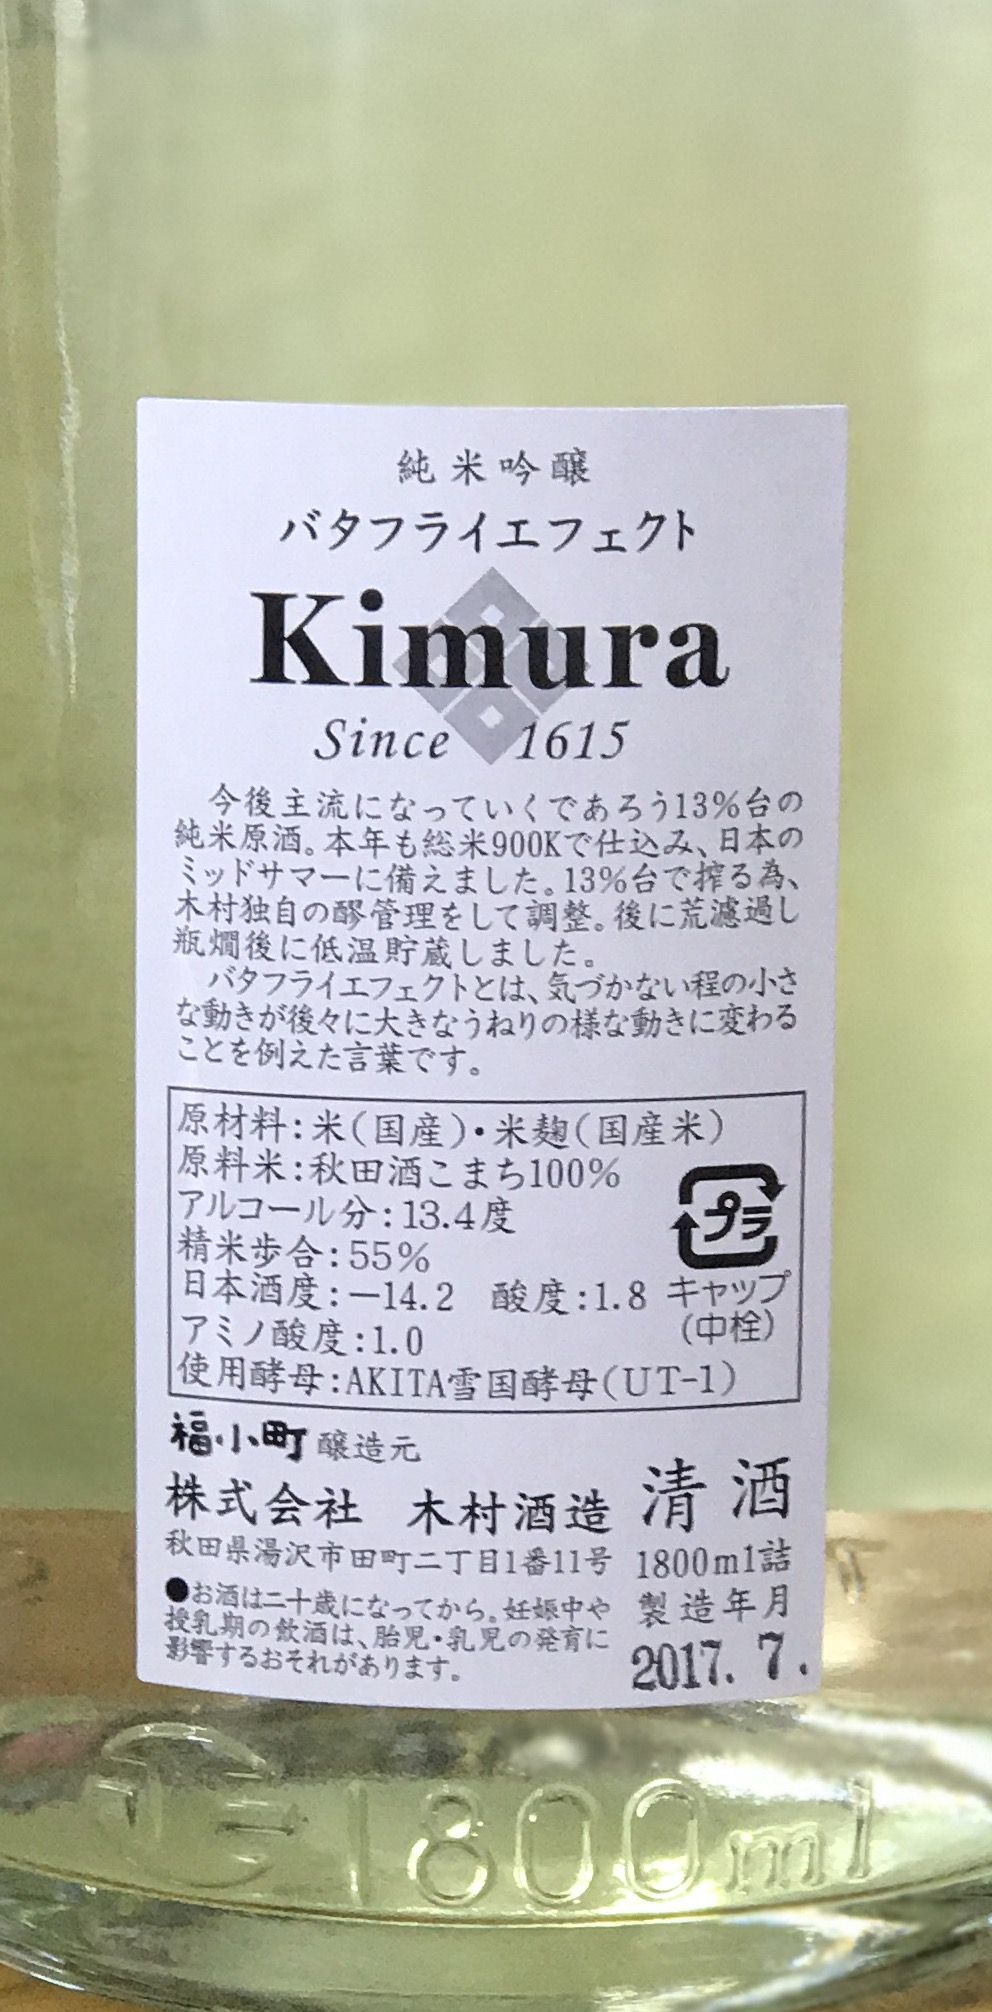 純米吟醸
バタフライエフェクト
Kimura
Since 1615
今後主流になっていくであろう13%台の
純米原酒。本年も総米900Kで仕込み、日本の
ミッドサマーに備えました。13%台で搾る為、
木村独自の醪管理をして調整。後に荒濾過し
瓶燗後に低温貯蔵しました。
バタフライエフェクトとは、気づかない程の小さ
な動きが後々に大きなうねりの様な動きに変わる
ことを例えた言葉です。
原材料:米(国産)・米麹(国産米)
原料米:秋田酒こまち100%
アルコール分:13.4度
精米歩合:55%
日本酒度:－14.2 酸度:1.8
アミノ酸度:1.0
使用酵母:AKITA雪国酵母(UT-1)
プラ
キャップ
(中栓)
福小町 醸造元
株式会社 木村酒造
秋田県湯沢市田町二丁目1番11号
●お酒は二十歳になってから。妊娠中や
授乳期の飲酒は、胎児・乳児の発育に
影響するおそれがあります。
清酒
1800ml詰
製造年月
2017. 7.
1800ml